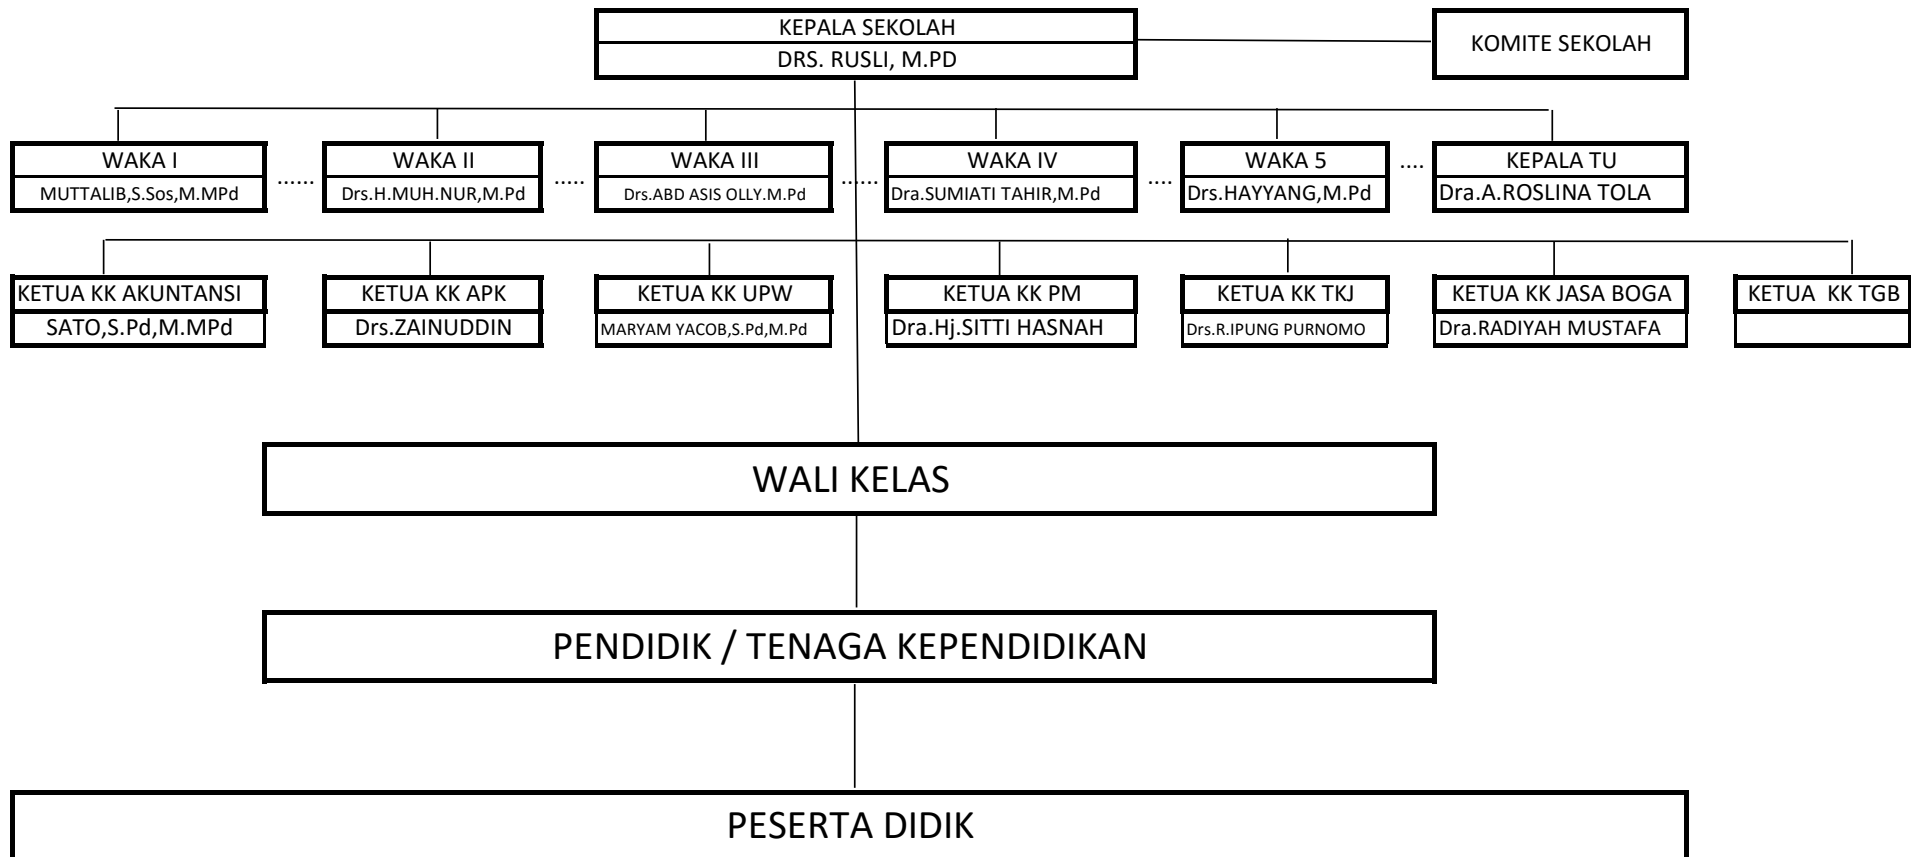 KEPALA SEKOLAH
DRS. RUSLI, M.PD
KOMITE SEKOLAH
WAKA I
MUTTALIB,S.Sos,M.MPd
......
WAKA II
Drs.H.MUH.NUR,M.Pd
.....
WAKA III
Drs.ABD ASIS OLLY.M.Pd
......
WAKA IV
Dra.SUMIATI TAHIR,M.Pd
....
WAKA 5
Drs.HAYYANG,M.Pd
....
KEPALA TU
Dra.A.ROSLINA TOLA
KETUA KK AKUNTANSI
SATO,S.Pd,M.MPd
KETUA KK APK
Drs.ZAINUDDIN
KETUA KK UPW
MARYAM YACOB,S.Pd,M.Pd
KETUA KK PM
Dra.Hj.SITTI HASNAH
KETUA KK TKJ
Drs.R.IPUNG PURNOMO
KETUA KK JASA BOGA
Dra.RADIYAH MUSTAFA
KETUA  KK TGB
WALI KELAS
PENDIDIK / TENAGA KEPENDIDIKAN
PESERTA DIDIK